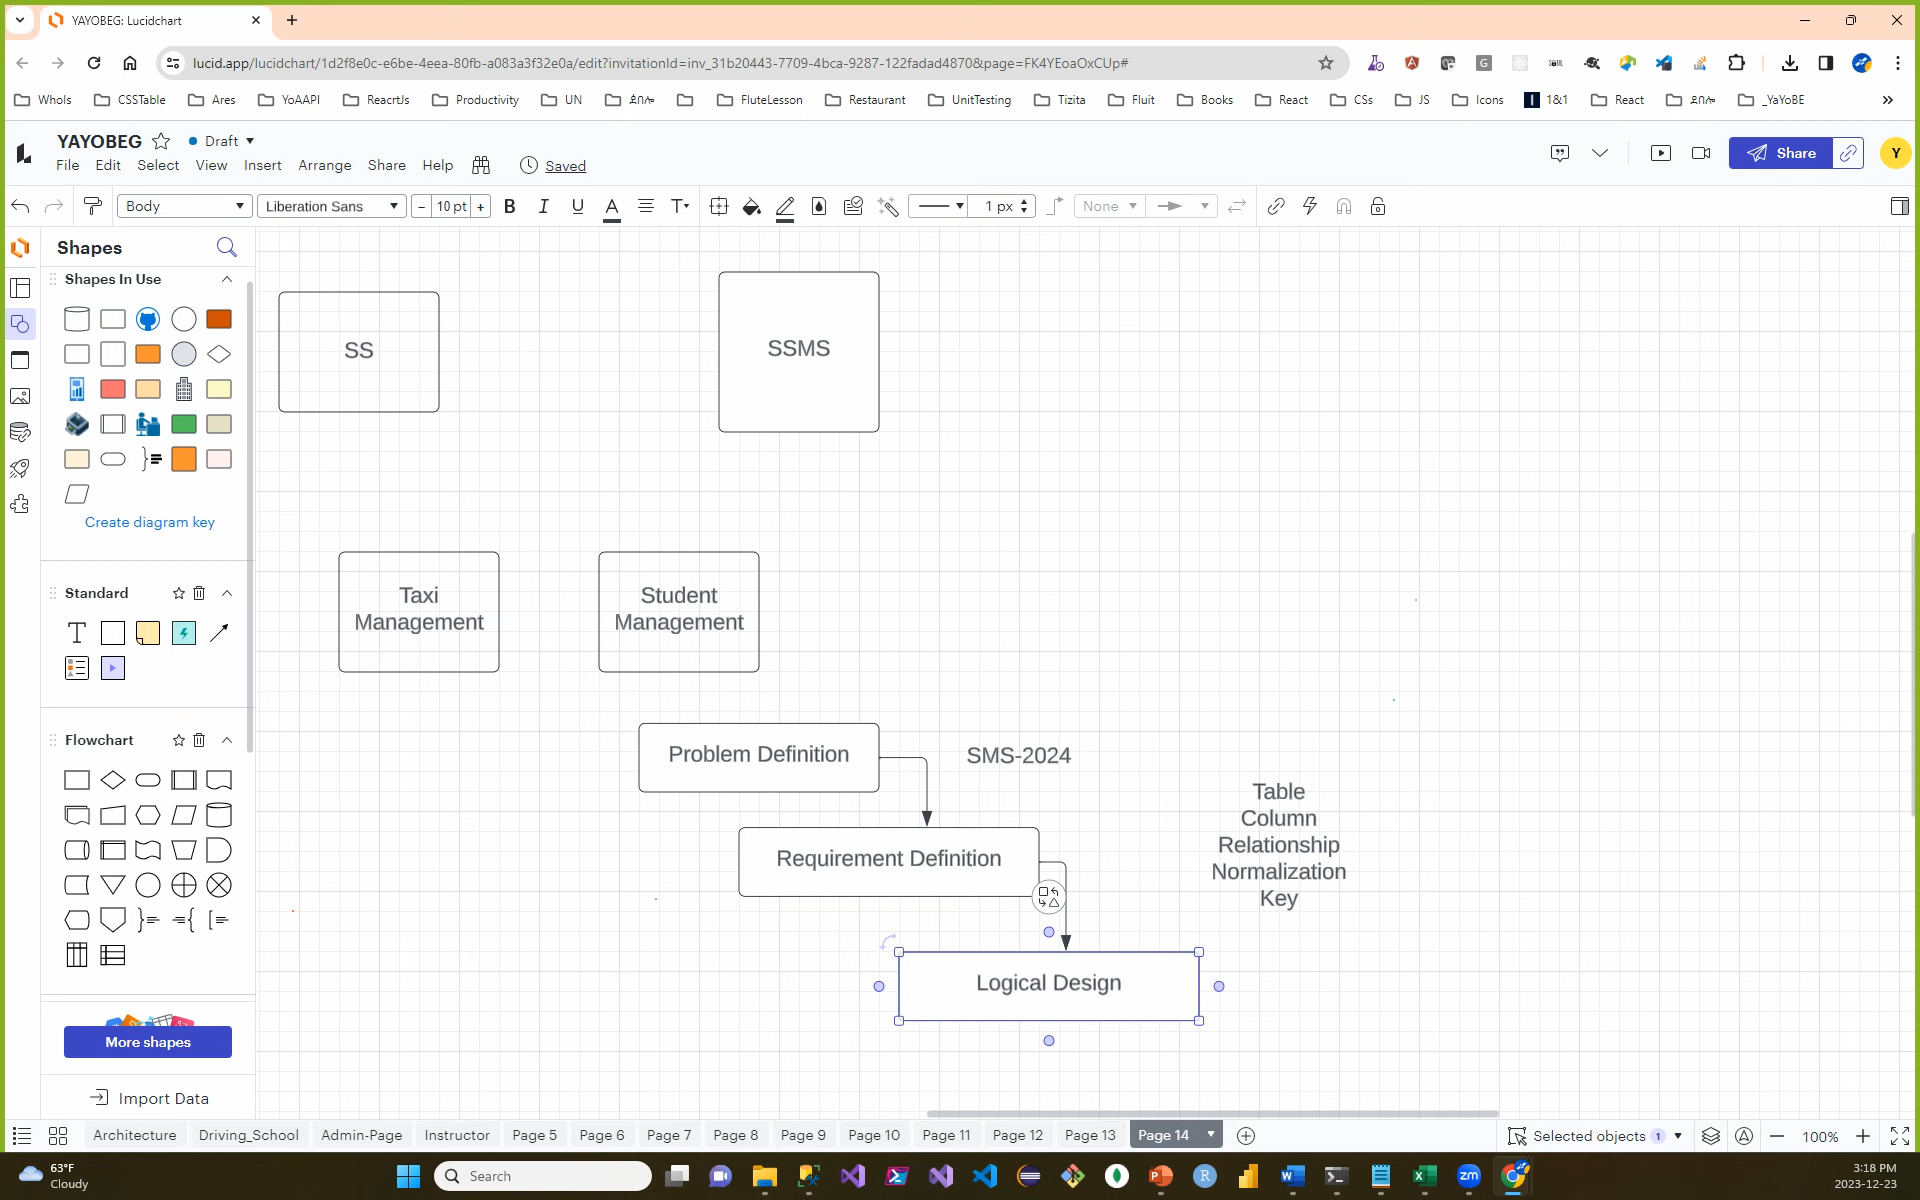 YAYOBEG: Lucidchart
lucid.app/lucidchart/1d2f8e0c-e6be-4eea-80fb-a083a3f32e0a/edit?invitationId=inv_31b20443-7709-4bca-9287-122fadad4870&page=FK4YEoaOxCUp#
WhoIs CSSTable Ares YoAAPI ReacrtJs Productivity UN FluteLesson Restaurant UnitTesting Tizita Fluit Books React CSs JS Icons 1&1 React _YaYoBE
YAYOBEG Draft
File Edit Select View Insert Arrange Share Help Saved
Share
Y
Body Liberation Sans - 10 pt + B I U A T 1 px None
Shapes
Shapes In Use
Create diagram key
Standard
T
Flowchart
More shapes
Import Data
SS
SSMS
Taxi
Management
Student
Management
Problem Definition
SMS-2024
Requirement Definition
Table
Column
Relationship
Normalization
Key
Logical Design
Architecture Driving_School Admin-Page Instructor Page 5 Page 6 Page 7 Page 8 Page 9 Page 10 Page 11 Page 12 Page 13 Page 14
Selected objects 1 100%
63°F
Cloudy
Search
3:18 PM
2023-12-23